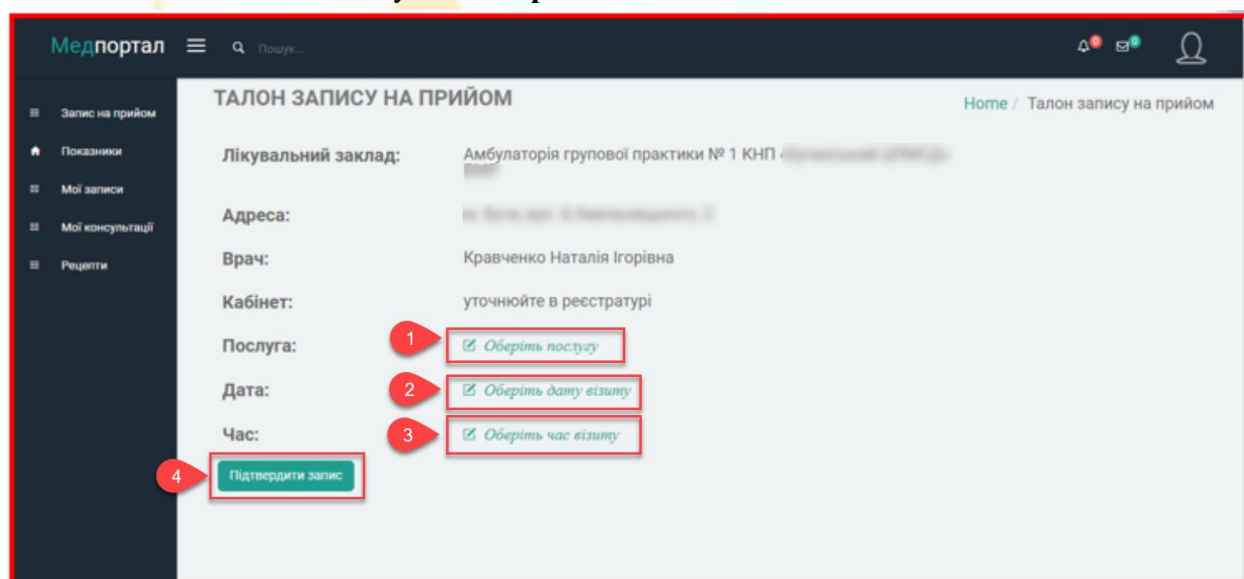 Медпортал
Пошук...
0
0
Запис на прийом
Показники
Мої записи
Мої консультації
Рецепти
ТАЛОН ЗАПИСУ НА ПРИЙОМ
Home / Талон запису на прийом
Лікувальний заклад: Амбулаторія групової практики № 1 КНП
Адреса:
Врач: Кравченко Наталія Ігорівна
Кабінет: уточнюйте в реєстратурі
Послуга: 1 Оберіть послугу
Дата: 2 Оберіть дату візиту
Час: 3 Оберіть час візиту
4 Підтвердити запис